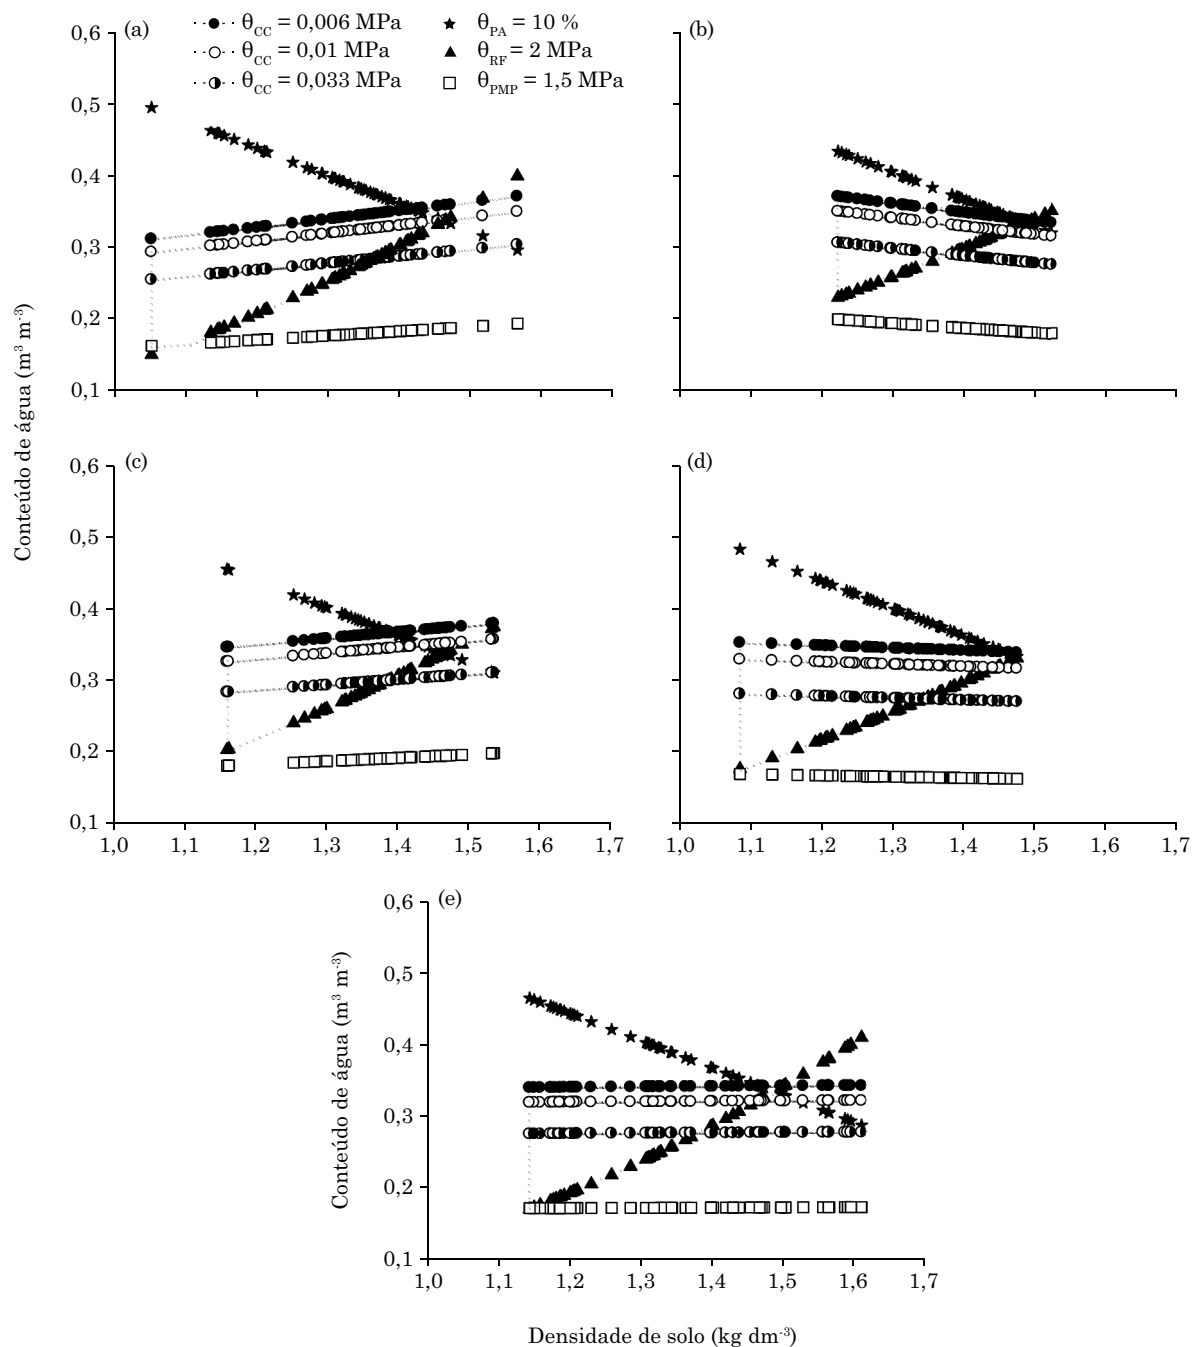 (a)
θCC = 0,006 MPa
θPA = 10 %
θCC = 0,01 MPa
θRF = 2 MPa
θCC = 0,033 MPa
θPMP = 1,5 MPa
(b)
0,6
0,5
0,4
0,3
0,2
0,1
Conteúdo de água (m³ m⁻³)
(c)
(d)
0,6
0,5
0,4
0,3
0,2
0,1
1,0 1,1 1,2 1,3 1,4 1,5 1,6 1,7
1,0 1,1 1,2 1,3 1,4 1,5 1,6 1,7
(e)
0,6
0,5
0,4
0,3
0,2
0,1
Conteúdo de água (m³ m⁻³)
1,0 1,1 1,2 1,3 1,4 1,5 1,6 1,7
Densidade de solo (kg dm⁻³)